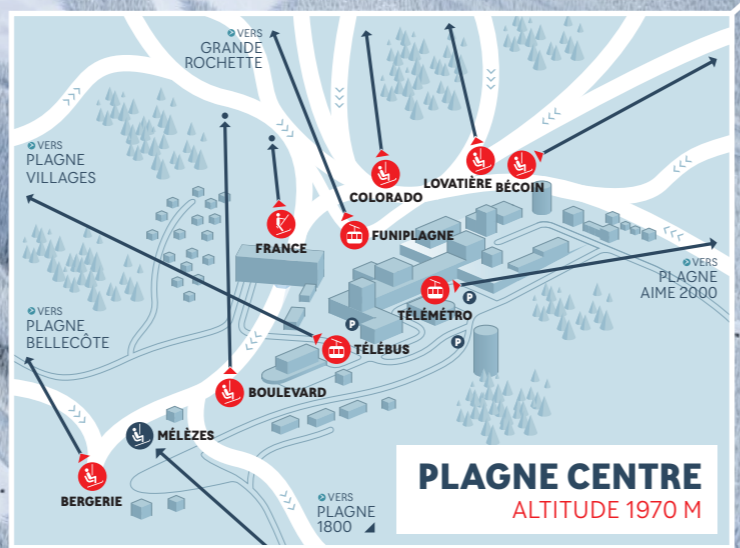 VERS
GRANDE
ROCHETTE
VERS
PLAGNE
VILLAGES
COLORADO
LOVATIÈRE
BÉCOIN
FRANCE
FUNIPLAGNE
VERS
PLAGNE
AIME 2000
TÉLÉMÉTRO
P
P
P
VERS
PLAGNE
BELLECÔTE
TÉLÉBUS
BOULEVARD
MÉLÈZES
BERGERIE
VERS
PLAGNE
1800
PLAGNE CENTRE
ALTITUDE 1970 M